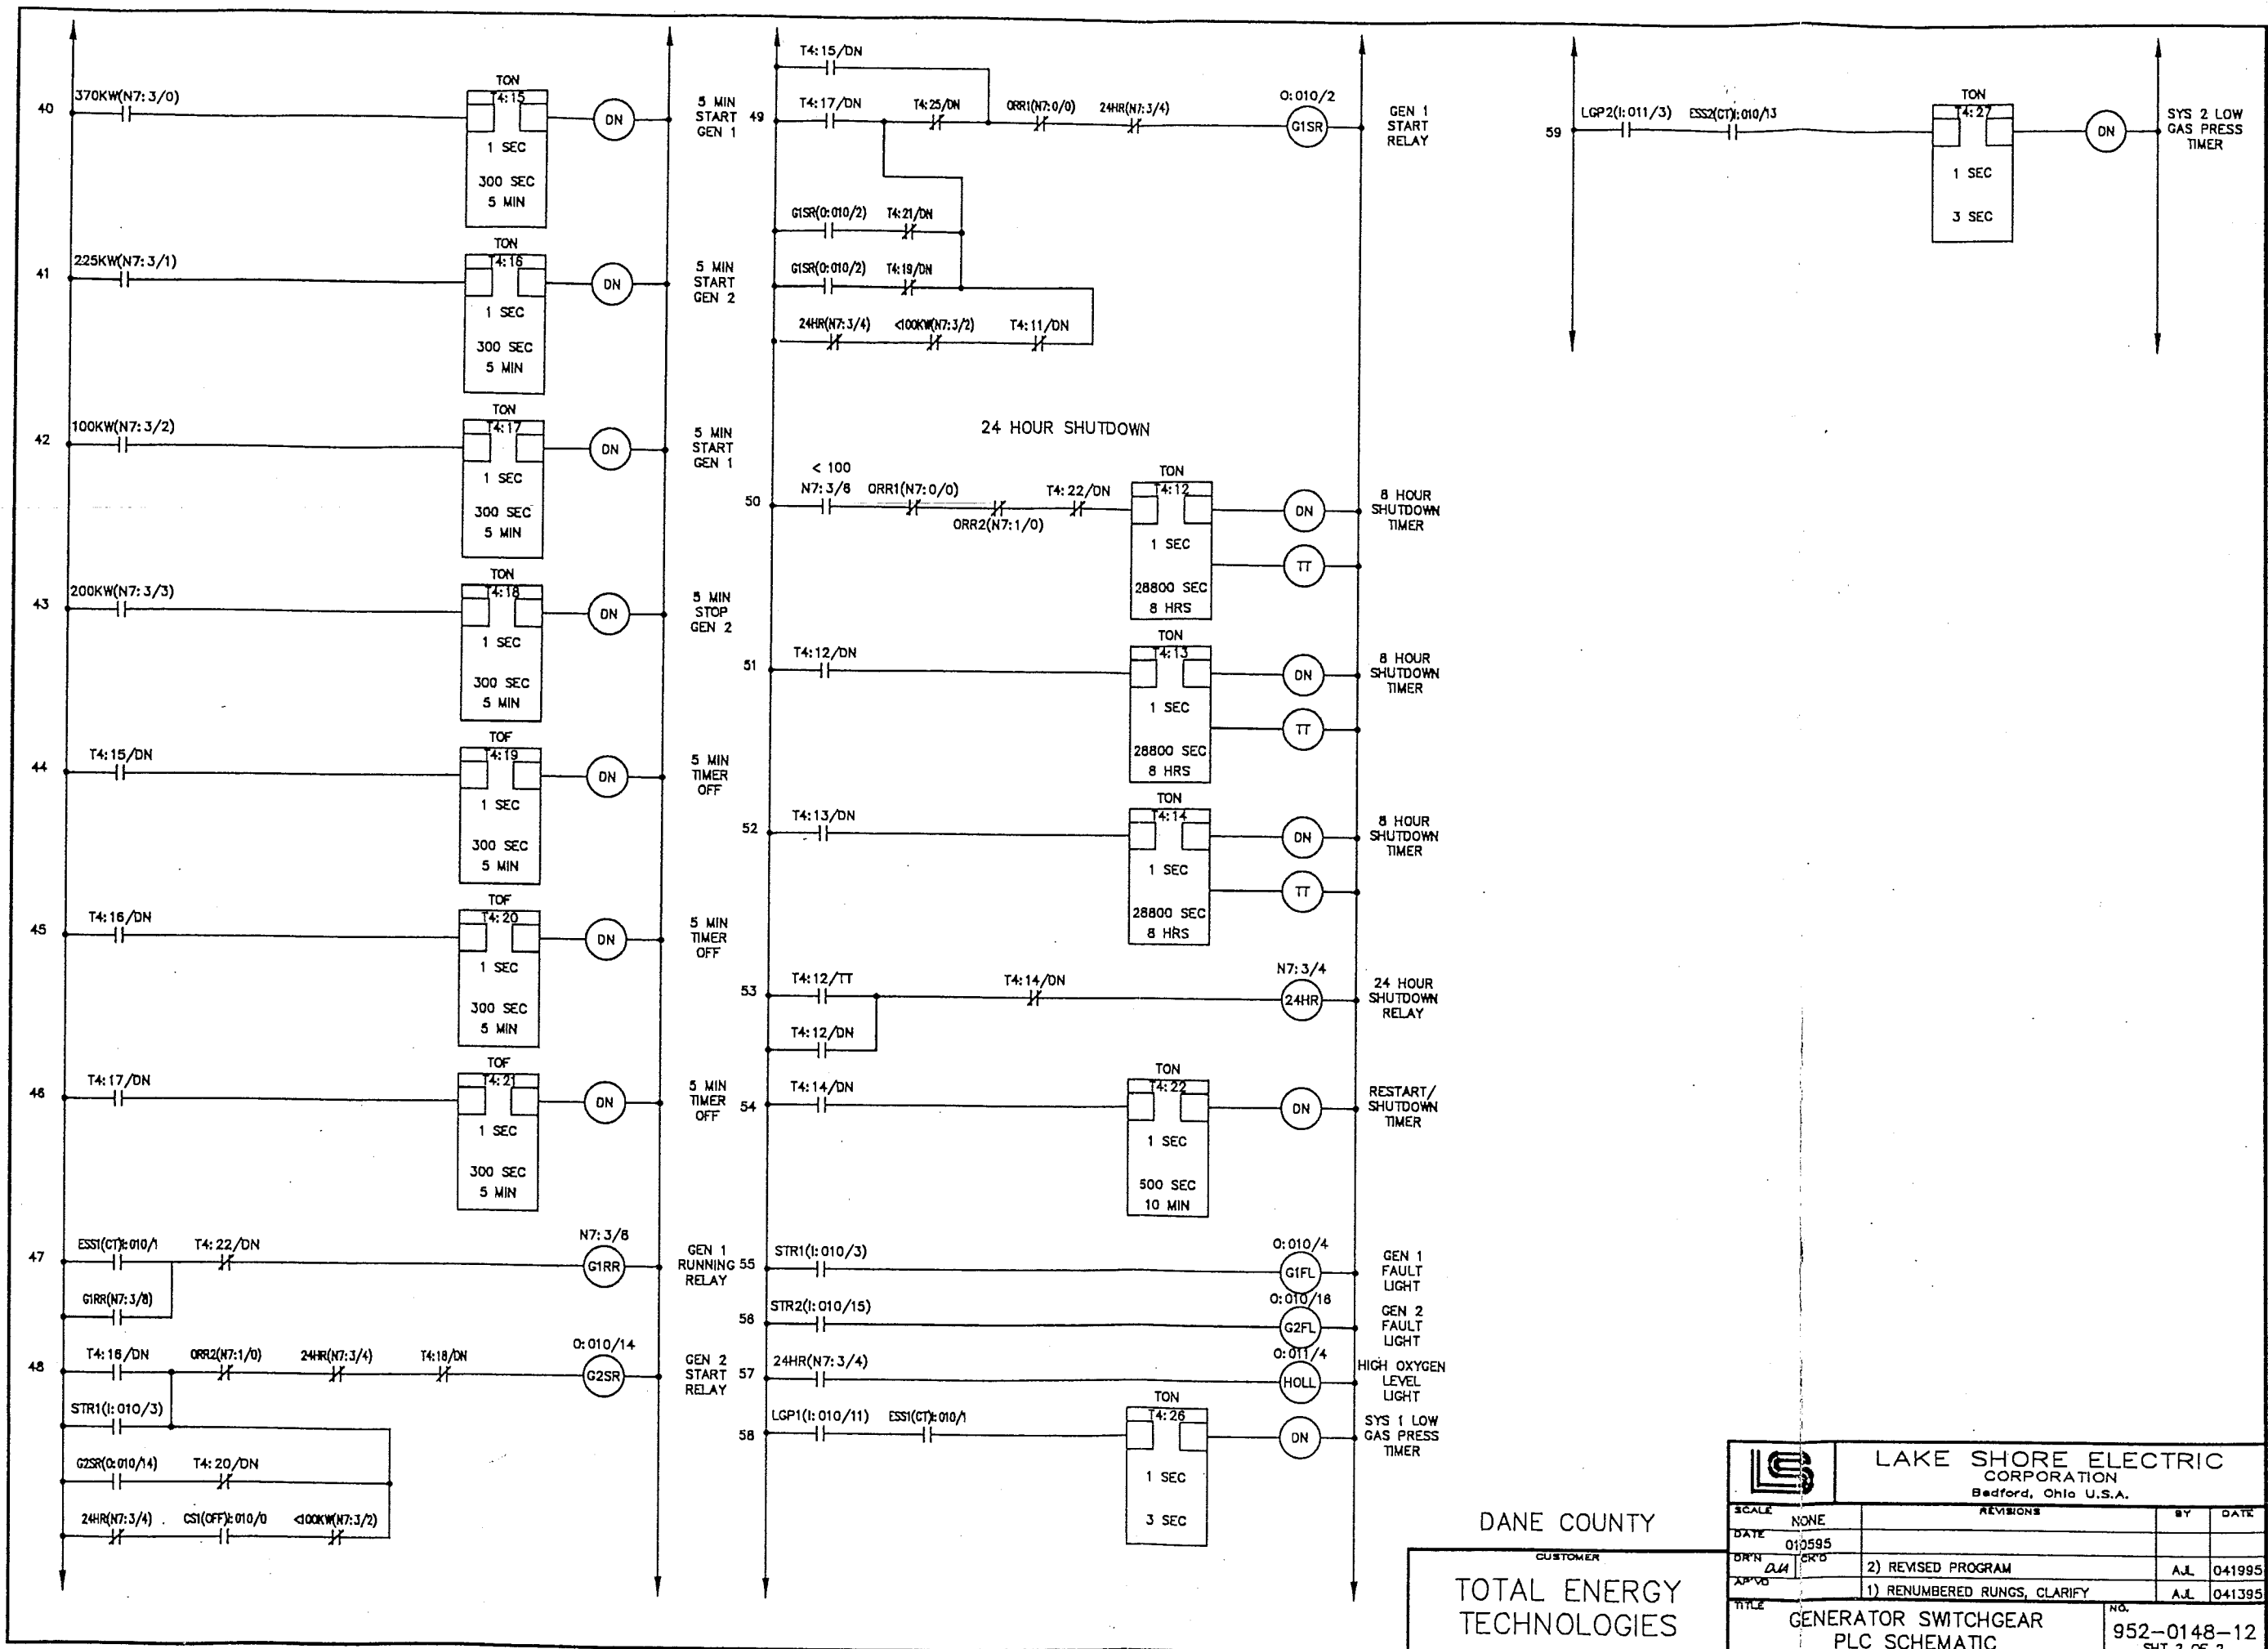 40
370KW(N7:3/0)
TON
T4:15
1 SEC
300 SEC
5 MIN
DN
5 MIN
START
GEN 1
41
225KW(N7:3/1)
TON
T4:16
1 SEC
300 SEC
5 MIN
DN
5 MIN
START
GEN 2
42
100KW(N7:3/2)
TON
T4:17
1 SEC
300 SEC
5 MIN
DN
5 MIN
START
GEN 1
43
200KW(N7:3/3)
TON
T4:18
1 SEC
300 SEC
5 MIN
DN
5 MIN
STOP
GEN 2
44
T4:15/DN
TOF
T4:19
1 SEC
300 SEC
5 MIN
DN
5 MIN
TIMER
OFF
45
T4:16/DN
TOF
T4:20
1 SEC
300 SEC
5 MIN
DN
5 MIN
TIMER
OFF
46
T4:17/DN
TOF
T4:21
1 SEC
300 SEC
5 MIN
DN
5 MIN
TIMER
OFF
47
ESS1(CT)I:010/1
T4:22/DN
N7:3/8
G1RR
GEN 1
RUNNING
RELAY
G1RR(N7:3/8)
48
T4:16/DN
ORR2(N7:1/0)
24HR(N7:3/4)
T4:18/DN
O:010/14
G2SR
GEN 2
START
RELAY
STR1(I:010/3)
G2SR(O:010/14)
T4:20/DN
24HR(N7:3/4)
CS1(OFF)I:010/0
<100KW(N7:3/2)
T4:15/DN
49
T4:17/DN
T4:25/DN
ORR1(N7:0/0)
24HR(N7:3/4)
O:010/2
G1SR
GEN 1
START
RELAY
G1SR(O:010/2)
T4:21/DN
G1SR(O:010/2)
T4:19/DN
24HR(N7:3/4)
<100KW(N7:3/2)
T4:11/DN
24 HOUR SHUTDOWN
50
< 100
N7:3/8
ORR1(N7:0/0)
ORR2(N7:1/0)
T4:22/DN
TON
T4:12
1 SEC
28800 SEC
8 HRS
DN
TT
8 HOUR
SHUTDOWN
TIMER
51
T4:12/DN
TON
T4:13
1 SEC
28800 SEC
8 HRS
DN
TT
8 HOUR
SHUTDOWN
TIMER
52
T4:13/DN
TON
T4:14
1 SEC
28800 SEC
8 HRS
DN
TT
8 HOUR
SHUTDOWN
TIMER
53
T4:12/TT
T4:14/DN
N7:3/4
24HR
24 HOUR
SHUTDOWN
RELAY
T4:12/DN
54
T4:14/DN
TON
T4:22
1 SEC
500 SEC
10 MIN
DN
RESTART/
SHUTDOWN
TIMER
55
STR1(I:010/3)
O:010/4
G1FL
GEN 1
FAULT
LIGHT
56
STR2(I:010/15)
O:010/16
G2FL
GEN 2
FAULT
LIGHT
57
24HR(N7:3/4)
O:011/4
HOLL
HIGH OXYGEN
LEVEL
LIGHT
58
LGP1(I:010/11)
ESS1(CT)I:010/1
TON
T4:26
1 SEC
3 SEC
DN
SYS 1 LOW
GAS PRESS
TIMER
59
LGP2(I:011/3)
ESS2(CT)I:010/13
TON
T4:27
1 SEC
3 SEC
DN
SYS 2 LOW
GAS PRESS
TIMER
DANE COUNTY
CUSTOMER
TOTAL ENERGY
TECHNOLOGIES
LS
LAKE SHORE ELECTRIC
CORPORATION
Bedford, Ohio U.S.A.
SCALE NONE
REVISIONS
BY
DATE
DATE 010595
DR'N DJA
CK'D
2) REVISED PROGRAM AJL 041995
AP'VD
1) RENUMBERED RUNGS, CLARIFY AJL 041395
TITLE
GENERATOR SWITCHGEAR
PLC SCHEMATIC
NO.
952-0148-12
SHT 2 OF 2